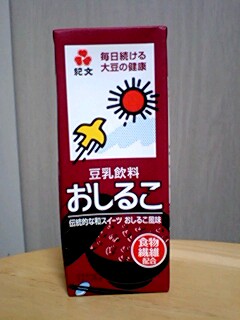 紀文
毎日続ける
大豆の健康
豆乳飲料
おしるこ
伝統的な和スイーツ おしるこ風味
食物
繊維
配合